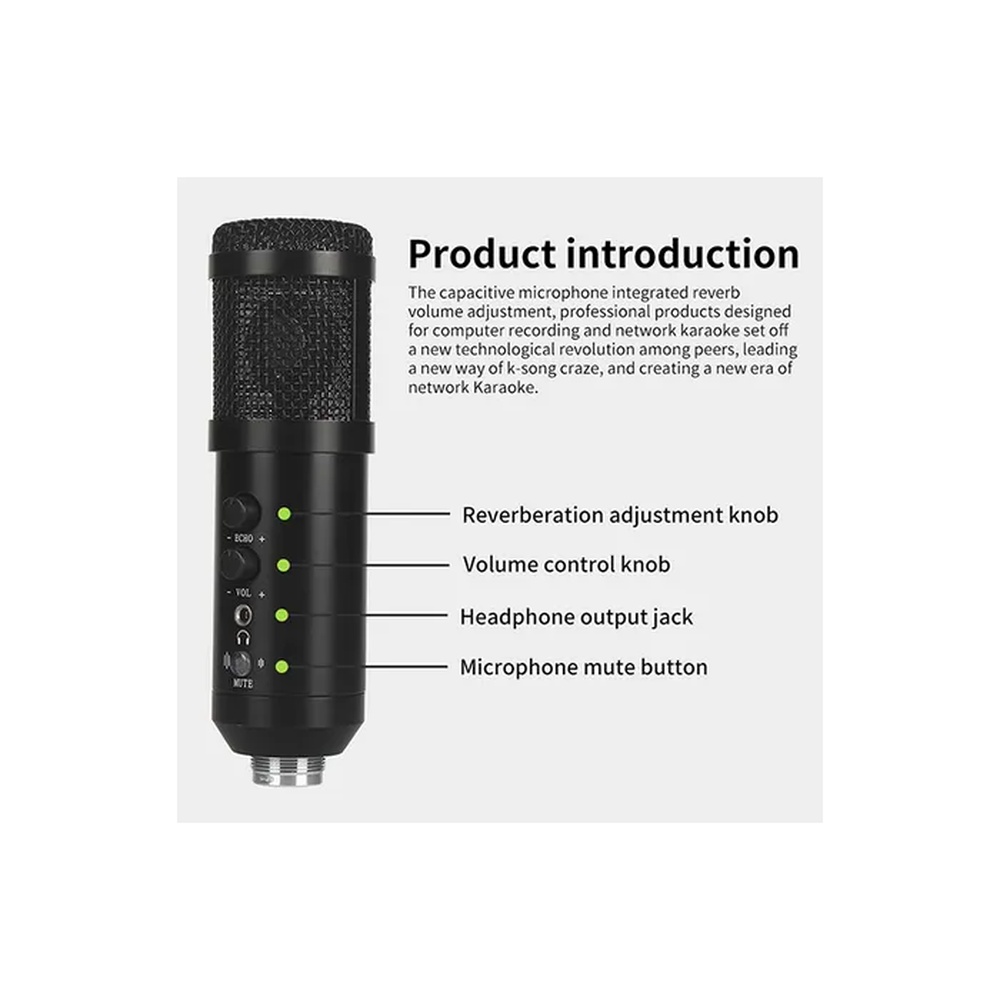 Product introduction
The capacitive microphone integrated reverb
volume adjustment, professional products designed
for computer recording and network karaoke set off
a new technological revolution among peers, leading
a new way of k-song craze, and creating a new era of
network Karaoke.
Reverberation adjustment knob
- ECHO +
Volume control knob
- VOL +
Headphone output jack
Microphone mute button
MUTE